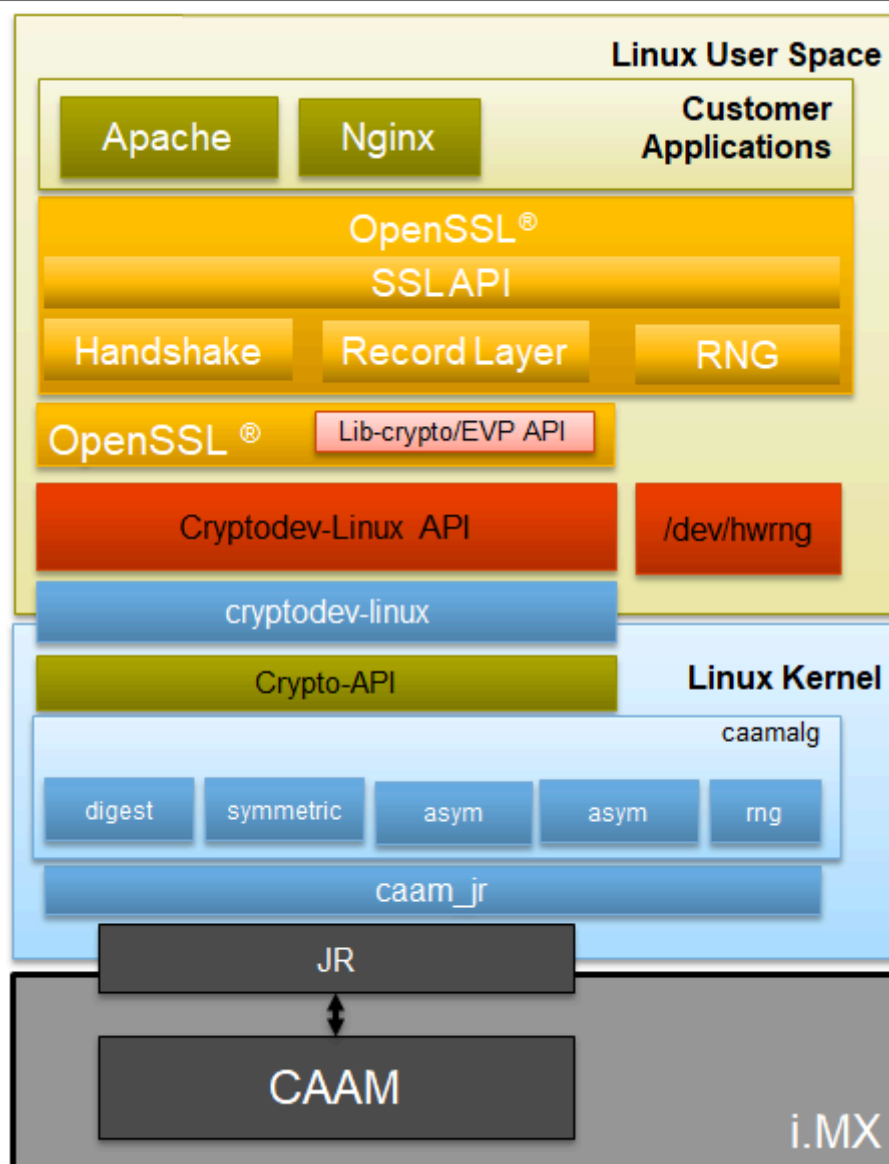 Linux User Space
Customer
Applications
Apache
Nginx
OpenSSL®
SSL API
Handshake
Record Layer
RNG
OpenSSL ®
Lib-crypto/EVP API
Cryptodev-Linux API
/dev/hwrng
cryptodev-linux
Crypto-API
Linux Kernel
caamalg
digest
symmetric
asym
asym
rng
caam_jr
JR
CAAM
i.MX